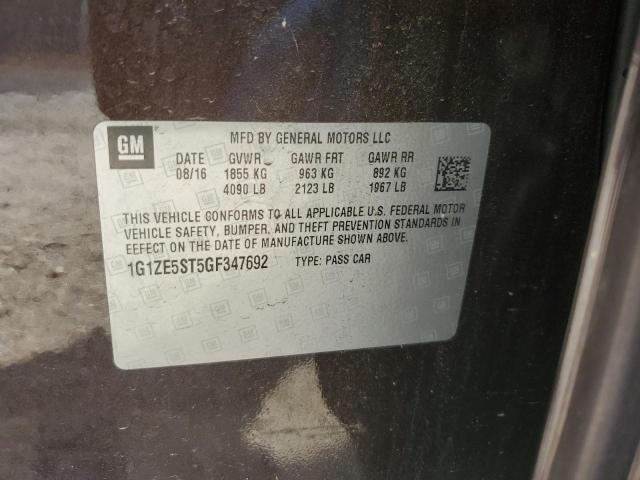 GM
MFD BY GENERAL MOTORS LLC
DATE GVWR GAWR FRT GAWR RR
08/16 1855 KG 963 KG 892 KG
4090 LB 2123 LB 1967 LB
THIS VEHICLE CONFORMS TO ALL APPLICABLE U.S. FEDERAL MOTOR
VEHICLE SAFETY, BUMPER, AND THEFT PREVENTION STANDARDS IN
EFFECT ON THE DATE OF MANUFACTURE SHOWN ABOVE.
1G1ZE5ST5GF347692 TYPE: PASS CAR